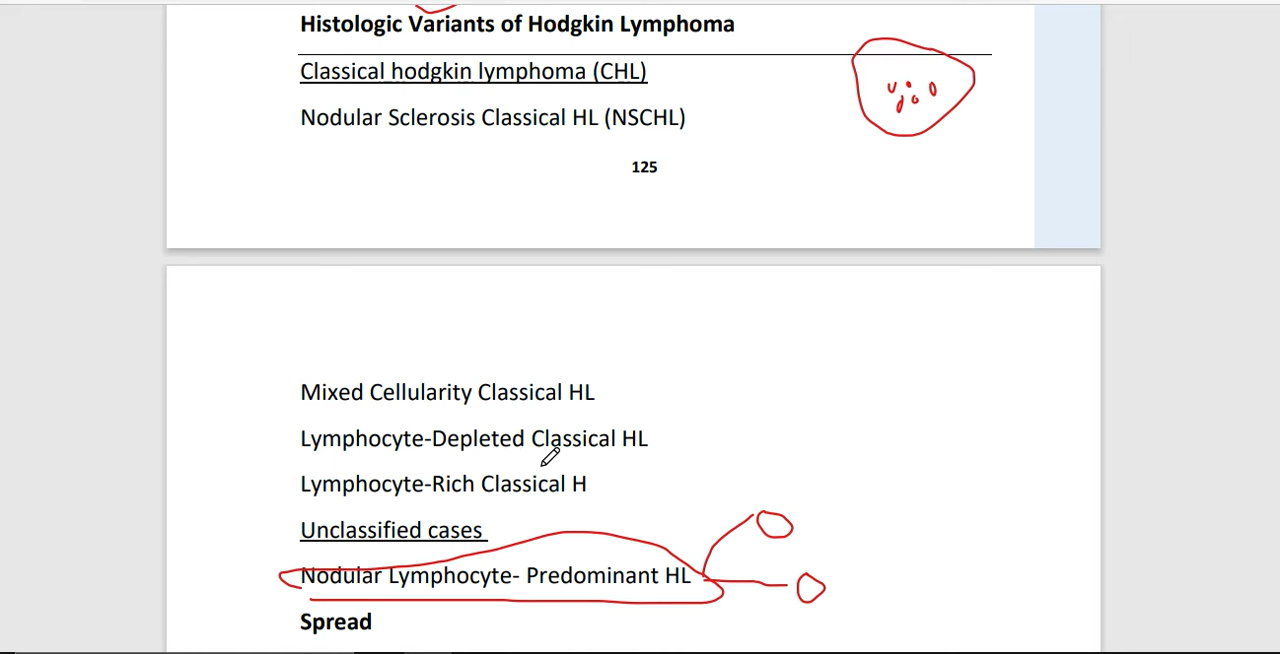 Histologic Variants of Hodgkin Lymphoma
Classical hodgkin lymphoma (CHL)
Nodular Sclerosis Classical HL (NSCHL)
125
Mixed Cellularity Classical HL
Lymphocyte-Depleted Classical HL
Lymphocyte-Rich Classical H
Unclassified cases
Nodular Lymphocyte- Predominant HL
Spread